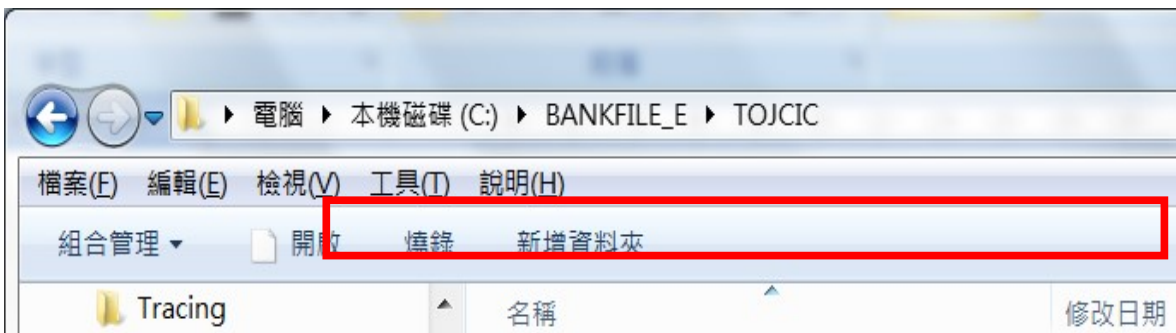 電腦 ▸ 本機磁碟 (C:) ▸ BANKFILE_E ▸ TOJCIC
檔案(F) 編輯(E) 檢視(V) 工具(T) 說明(H)
組合管理 ▾ 開啟 燒錄 新增資料夾
Tracing 名稱 修改日期